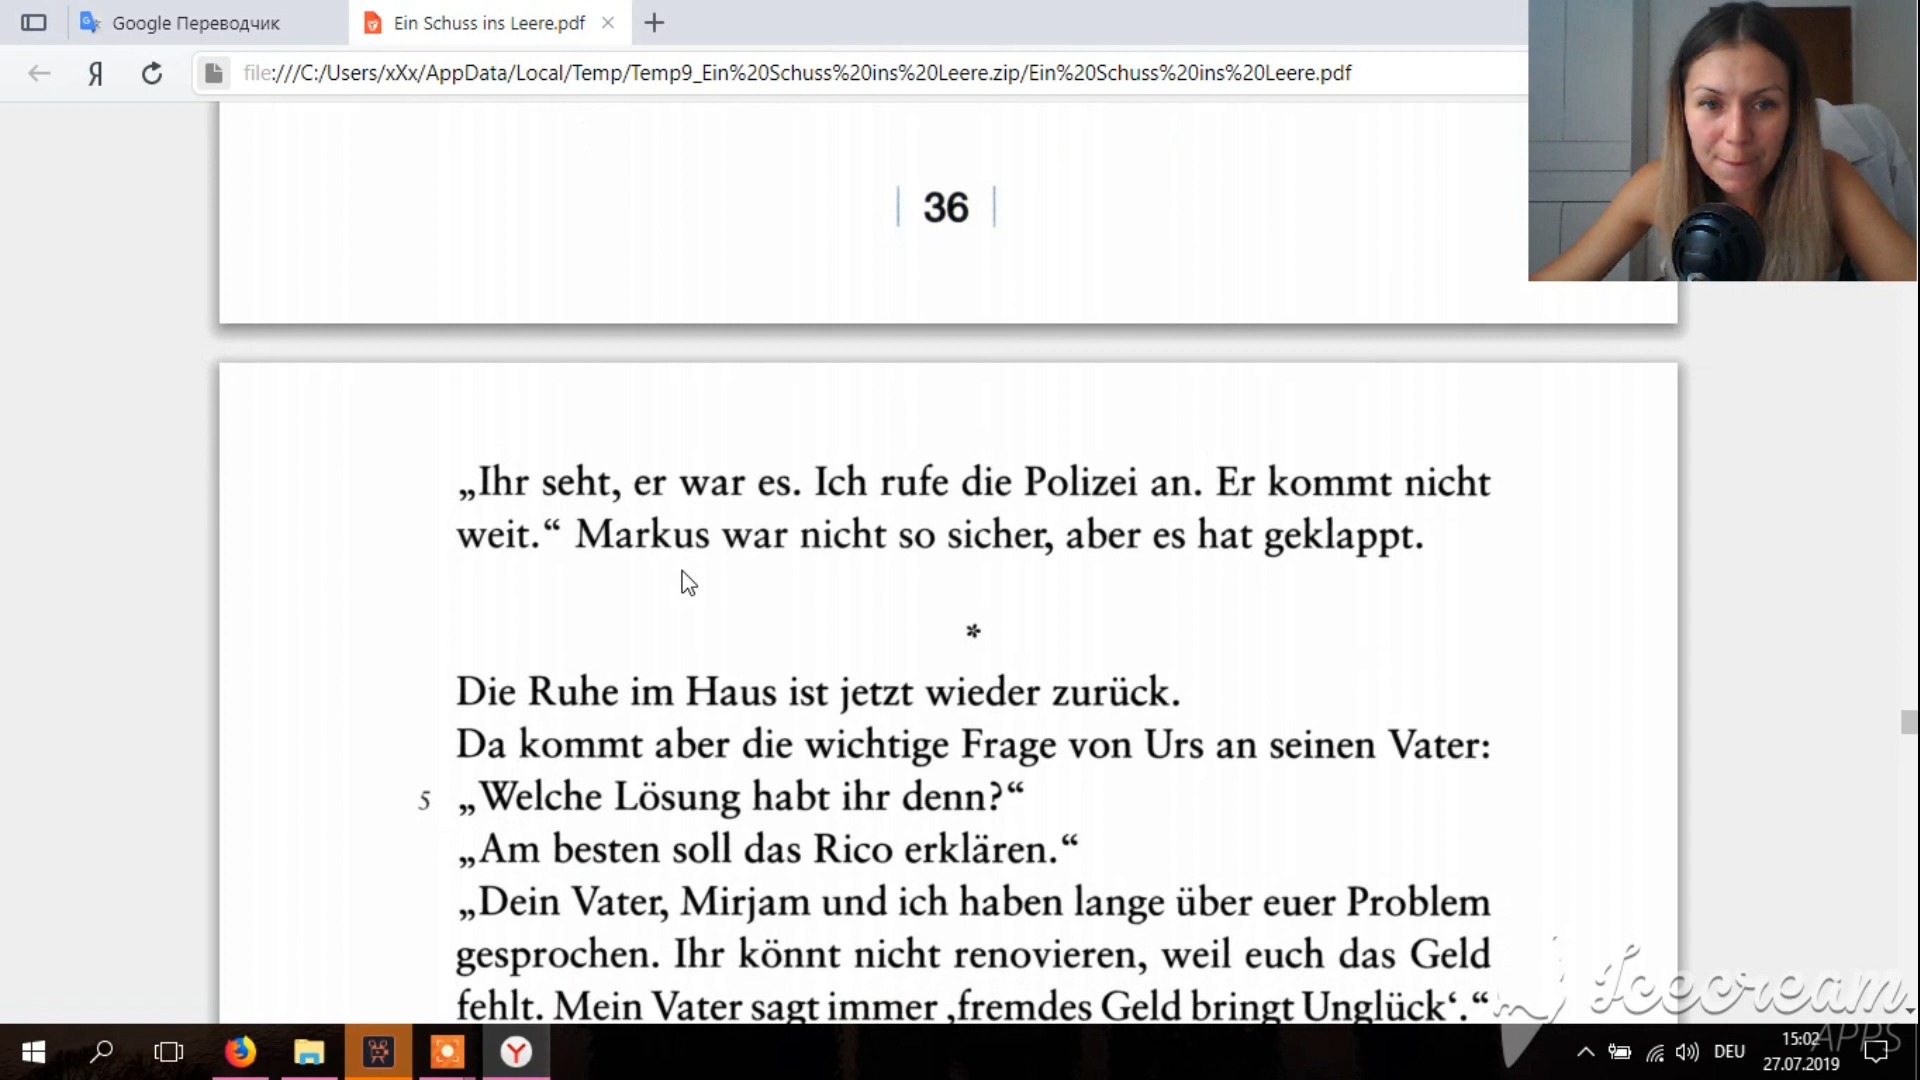 Google Переводчик
Ein Schuss ins Leere.pdf
Я
file:///C:/Users/xXx/AppData/Local/Temp/Temp9_Ein%20Schuss%20ins%20Leere.zip/Ein%20Schuss%20ins%20Leere.pdf
36
„Ihr seht, er war es. Ich rufe die Polizei an. Er kommt nicht
weit.“ Markus war nicht so sicher, aber es hat geklappt.
*
Die Ruhe im Haus ist jetzt wieder zurück.
Da kommt aber die wichtige Frage von Urs an seinen Vater:
5 „Welche Lösung habt ihr denn?“
„Am besten soll das Rico erklären.“
„Dein Vater, Mirjam und ich haben lange über euer Problem
gesprochen. Ihr könnt nicht renovieren, weil euch das Geld
fehlt. Mein Vater sagt immer ‚fremdes Geld bringt Unglück‘.“
Icecream
APPS
DEU
15:02
27.07.2019